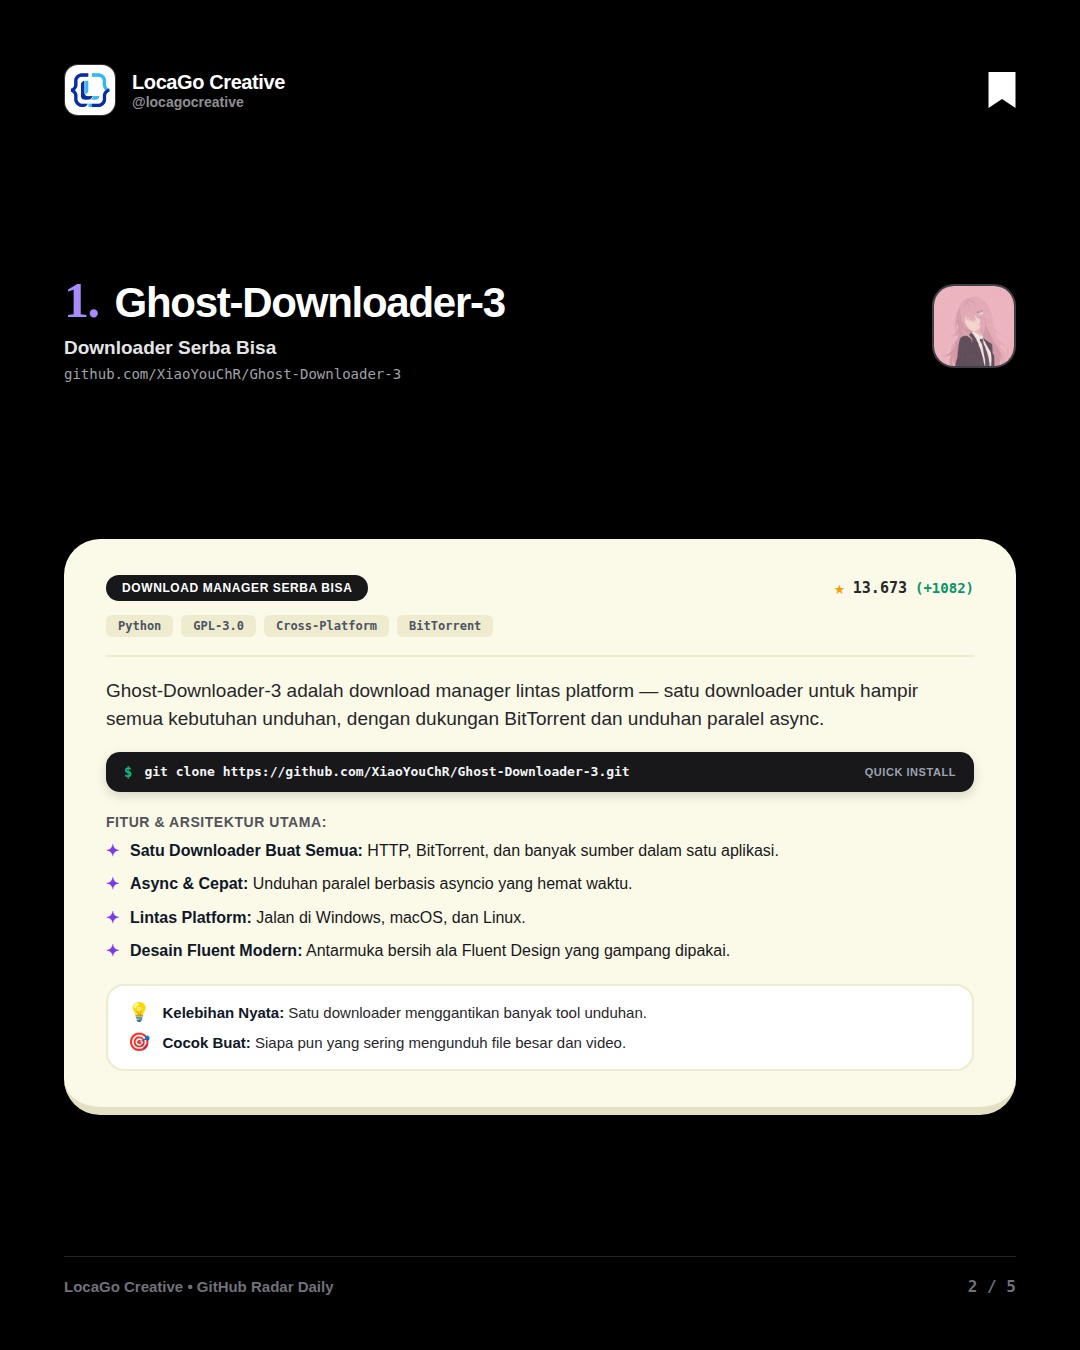 LocaGo Creative
@locagocreative
1. Ghost-Downloader-3
Downloader Serba Bisa
github.com/XiaoYouChR/Ghost-Downloader-3
DOWNLOAD MANAGER SERBA BISA
★ 13.673 (+1082)
Python GPL-3.0 Cross-Platform BitTorrent
Ghost-Downloader-3 adalah download manager lintas platform — satu downloader untuk hampir
semua kebutuhan unduhan, dengan dukungan BitTorrent dan unduhan paralel async.
$ git clone https://github.com/XiaoYouChR/Ghost-Downloader-3.git
QUICK INSTALL
FITUR & ARSITEKTUR UTAMA:
✦ Satu Downloader Buat Semua: HTTP, BitTorrent, dan banyak sumber dalam satu aplikasi.
✦ Async & Cepat: Unduhan paralel berbasis asyncio yang hemat waktu.
✦ Lintas Platform: Jalan di Windows, macOS, dan Linux.
✦ Desain Fluent Modern: Antarmuka bersih ala Fluent Design yang gampang dipakai.
💡 Kelebihan Nyata: Satu downloader menggantikan banyak tool unduhan.
🎯 Cocok Buat: Siapa pun yang sering mengunduh file besar dan video.
LocaGo Creative • GitHub Radar Daily
2 / 5